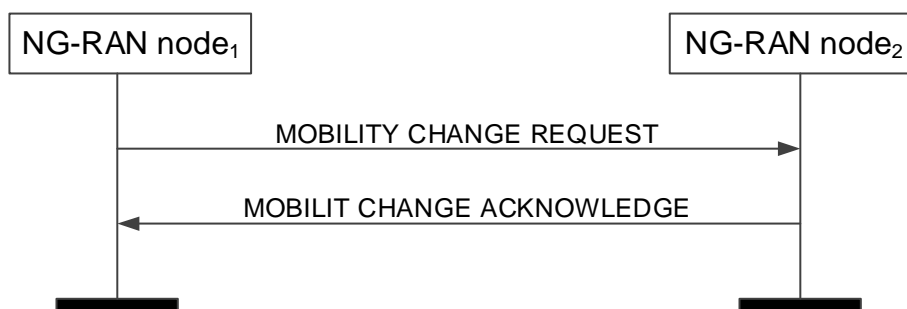 NG-RAN node₁
NG-RAN node₂
MOBILITY CHANGE REQUEST
MOBILIT CHANGE ACKNOWLEDGE